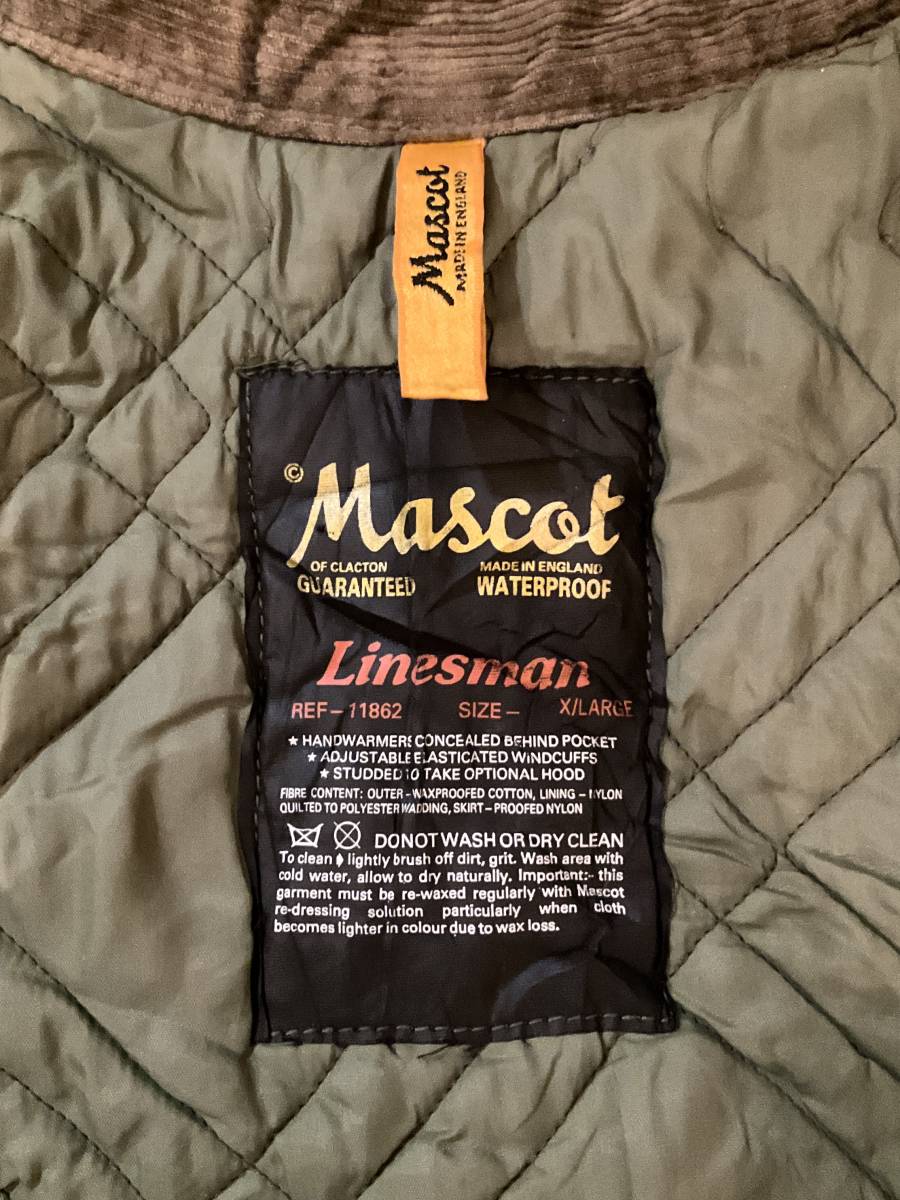 Mascot
MADE IN ENGLAND
© Mascot
OF CLACTON MADE IN ENGLAND
GUARANTEED WATERPROOF
Linesman
REF-11862 SIZE- X/LARGE
★ HANDWARMERS CONCEALED BEHIND POCKET
★ ADJUSTABLE ELASTICATED WINDCUFFS
★ STUDDED TO TAKE OPTIONAL HOOD
FIBRE CONTENT: OUTER-WAXPROOFED COTTON, LINING-NYLON
QUILTED TO POLYESTER WADDING, SKIRT-PROOFED NYLON
DO NOT WASH OR DRY CLEAN
To clean lightly brush off dirt, grit. Wash area with
cold water, allow to dry naturally. Important:- this
garment must be re-waxed regularly with Mascot
re-dressing solution particularly when cloth
becomes lighter in colour due to wax loss.